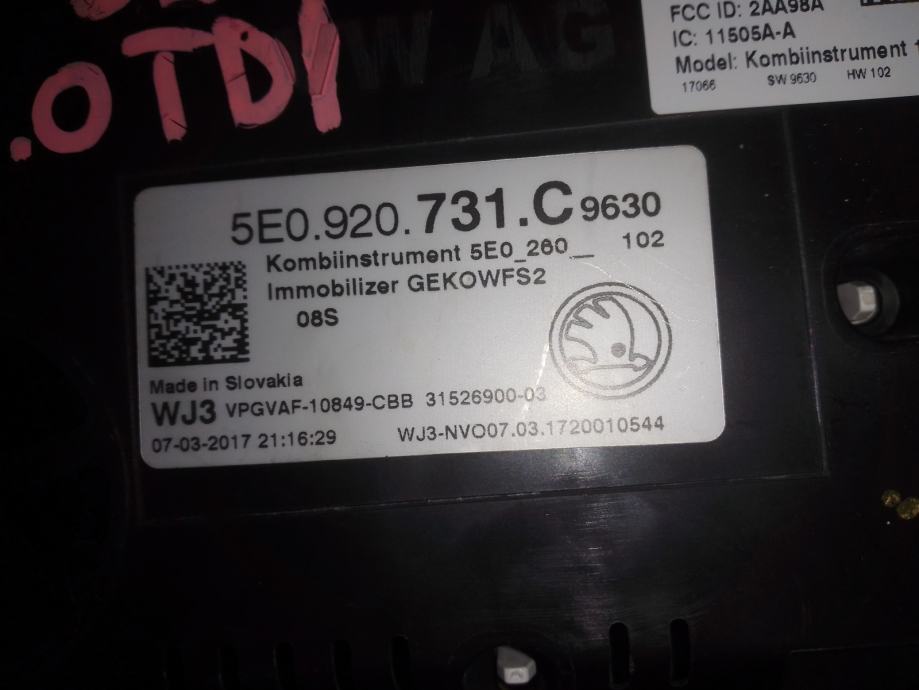 .OTDI
W AG
FCC ID: 2AA98A
IC: 11505A-A
Model: Kombiinstrument
17066 SW 9630 HW 102
5E0.920.731.C 9630
Kombiinstrument 5E0_260__ 102
Immobilizer GEKOWFS2
08S
Made in Slovakia
WJ3 VPGVAF-10849-CBB 31526900-03
07-03-2017 21:16:29 WJ3-NVO07.03.1720010544